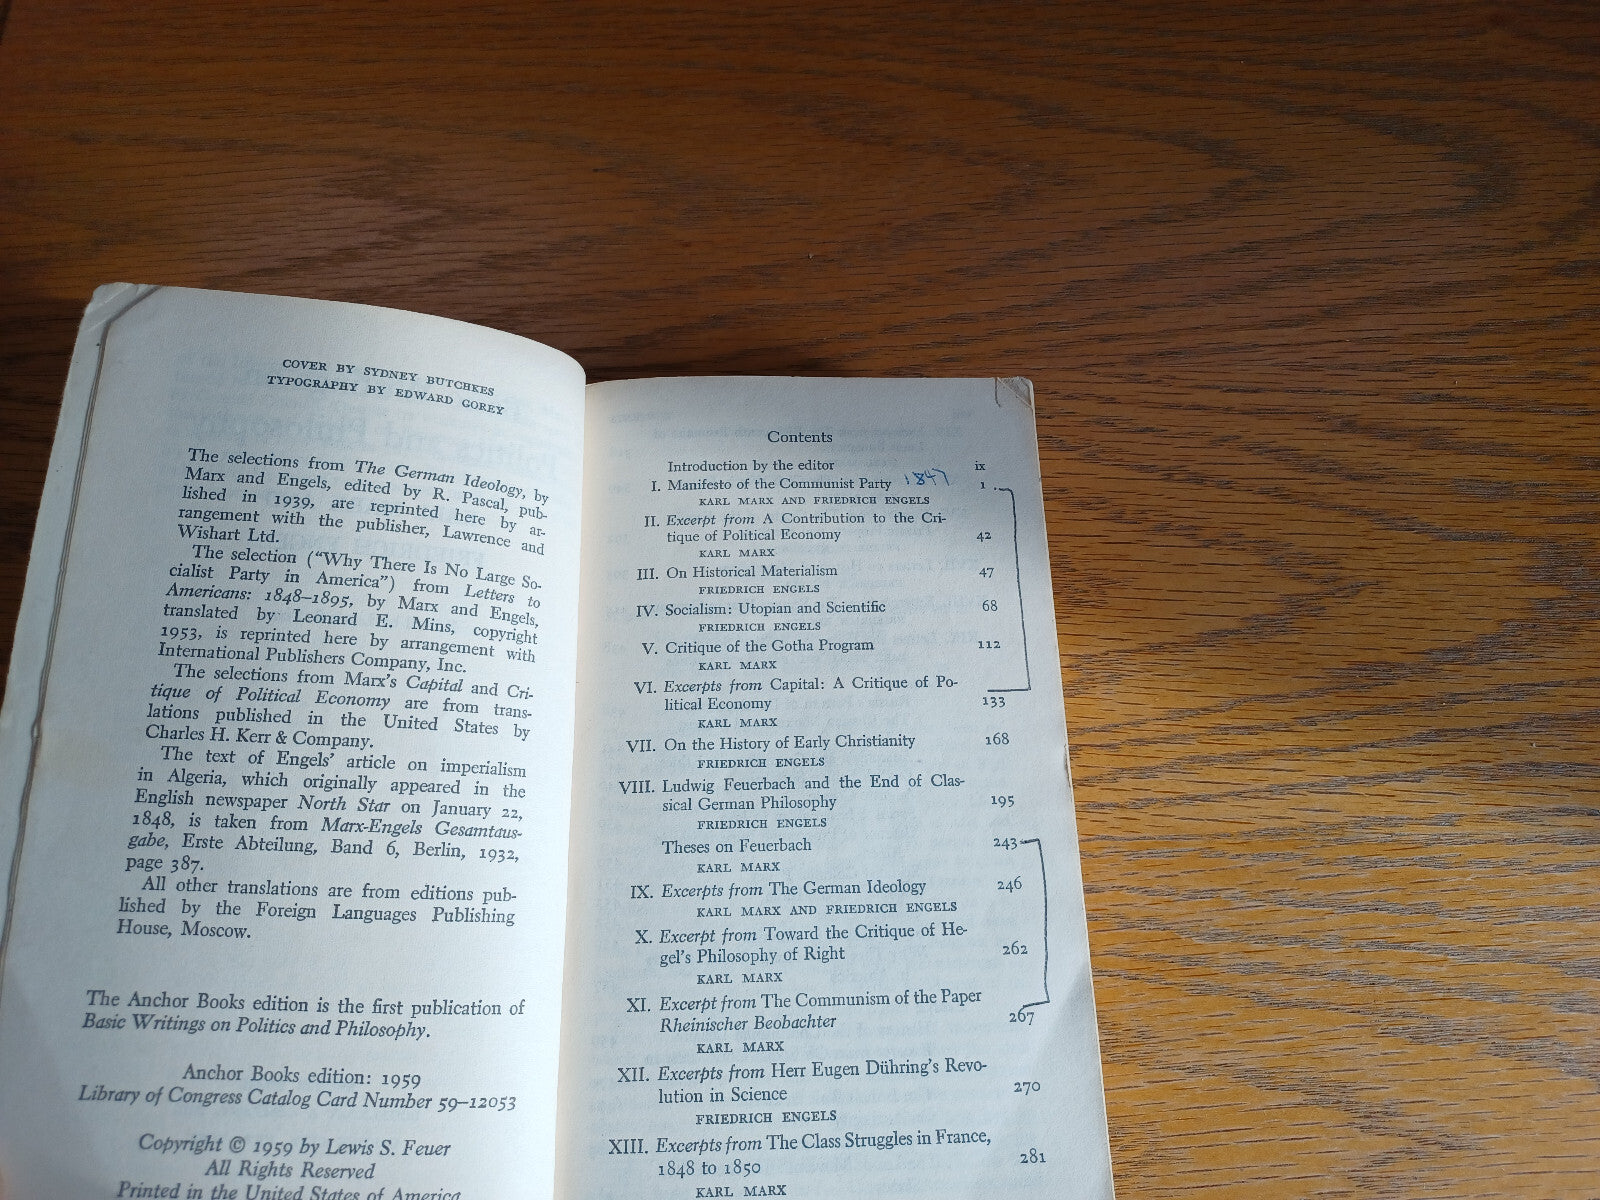 COVER BY SYDNEY BUTCHKES
TYPOGRAPHY BY EDWARD GOREY
The selections from The German Ideology, by
Marx and Engels, edited by R. Pascal, pub-
lished in 1939, are reprinted here by ar-
rangement with the publisher, Lawrence and
Wishart Ltd.
The selection ("Why There Is No Large So-
cialist Party in America") from Letters to
Americans: 1848–1895, by Marx and Engels,
translated by Leonard E. Mins, copyright
1953, is reprinted here by arrangement with
International Publishers Company, Inc.
The selections from Marx's Capital and Cri-
tique of Political Economy are from trans-
lations published in the United States by
Charles H. Kerr & Company.
The text of Engels' article on imperialism
in Algeria, which originally appeared in the
English newspaper North Star on January 22,
1848, is taken from Marx-Engels Gesamtaus-
gabe, Erste Abteilung, Band 6, Berlin, 1932,
page 387.
All other translations are from editions pub-
lished by the Foreign Languages Publishing
House, Moscow.
The Anchor Books edition is the first publication of
Basic Writings on Politics and Philosophy.
Anchor Books edition: 1959
Library of Congress Catalog Card Number 59–12053
Copyright © 1959 by Lewis S. Feuer
All Rights Reserved
Printed in the United States of America
Contents
Introduction by the editor ix
I. Manifesto of the Communist Party 1847 1
KARL MARX AND FRIEDRICH ENGELS
II. Excerpt from A Contribution to the Cri-
tique of Political Economy 42
KARL MARX
III. On Historical Materialism 47
FRIEDRICH ENGELS
IV. Socialism: Utopian and Scientific 68
FRIEDRICH ENGELS
V. Critique of the Gotha Program 112
KARL MARX
VI. Excerpts from Capital: A Critique of Po-
litical Economy 133
KARL MARX
VII. On the History of Early Christianity 168
FRIEDRICH ENGELS
VIII. Ludwig Feuerbach and the End of Clas-
sical German Philosophy 195
FRIEDRICH ENGELS
Theses on Feuerbach 243
KARL MARX
IX. Excerpts from The German Ideology 246
KARL MARX AND FRIEDRICH ENGELS
X. Excerpt from Toward the Critique of He-
gel's Philosophy of Right 262
KARL MARX
XI. Excerpt from The Communism of the Paper
Rheinischer Beobachter 267
KARL MARX
XII. Excerpts from Herr Eugen Dühring's Revo-
lution in Science 270
FRIEDRICH ENGELS
XIII. Excerpts from The Class Struggles in France,
1848 to 1850 281
KARL MARX